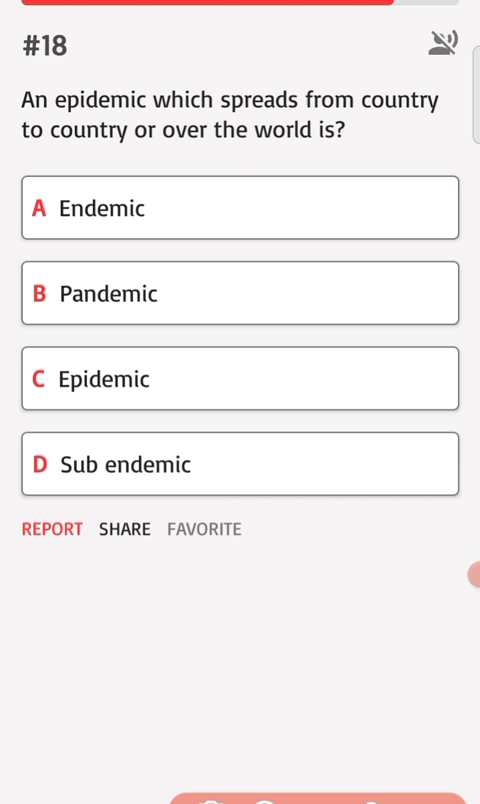 #18
An epidemic which spreads from country
to country or over the world is?
A Endemic
B Pandemic
C Epidemic
D Sub endemic
REPORT SHARE FAVORITE